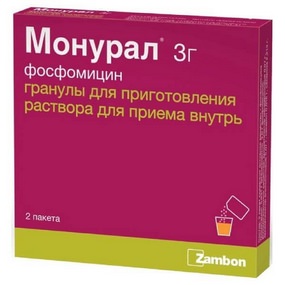 Монурал® 3г
фосфомицин
гранулы для приготовления
раствора для приема внутрь
2 пакета
Zambon